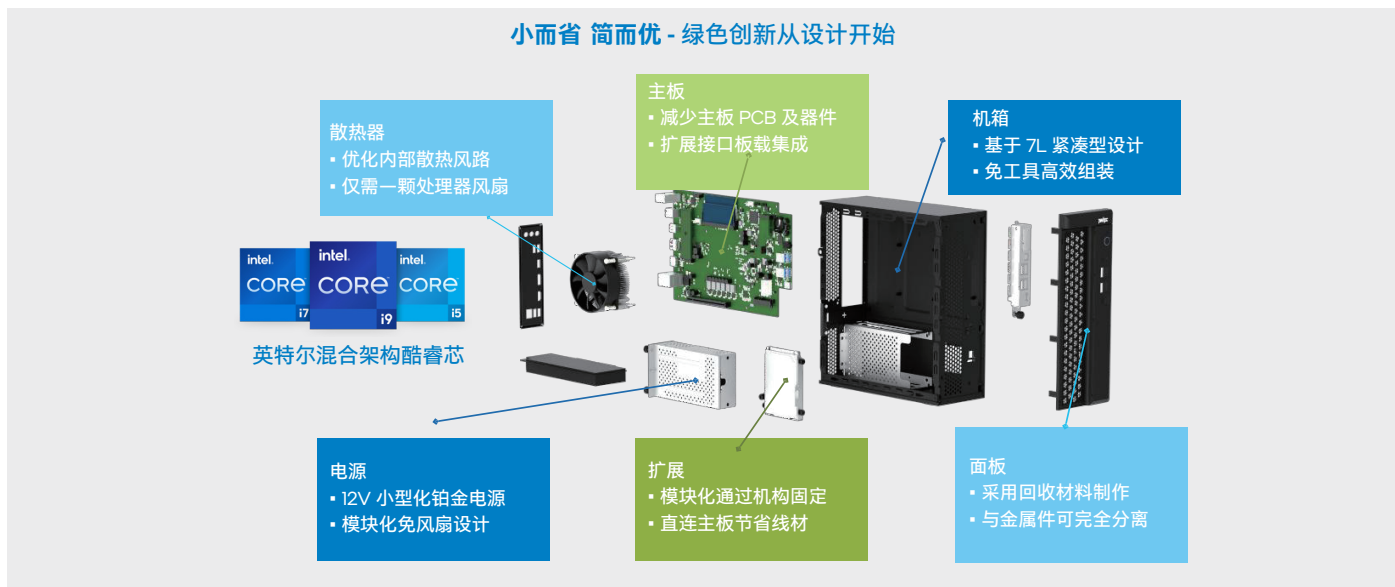 小而省 简而优 - 绿色创新从设计开始
散热器
▪ 优化内部散热风路
▪ 仅需一颗处理器风扇
主板
▪ 减少主板 PCB 及器件
▪ 扩展接口板载集成
机箱
▪ 基于 7L 紧凑型设计
▪ 免工具高效组装
intel.
CORE
i7
intel.
CORE
i9
intel.
CORE
i5
英特尔混合架构酷睿芯
电源
▪ 12V 小型化铂金电源
▪ 模块化免风扇设计
扩展
▪ 模块化通过机构固定
▪ 直连主板节省线材
面板
▪ 采用回收材料制作
▪ 与金属件可完全分离